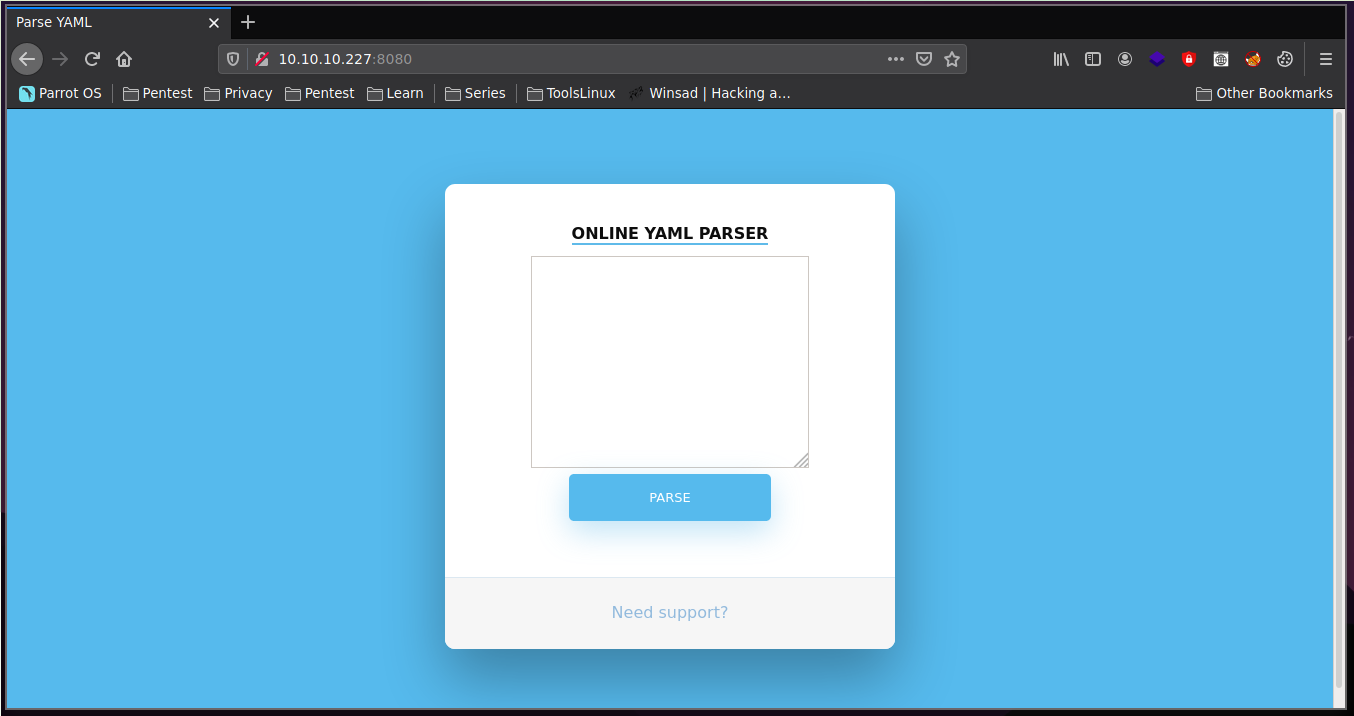 Parse YAML
10.10.10.227:8080
Parrot OS Pentest Privacy Pentest Learn Series ToolsLinux Winsad | Hacking a... Other Bookmarks
ONLINE YAML PARSER
PARSE
Need support?